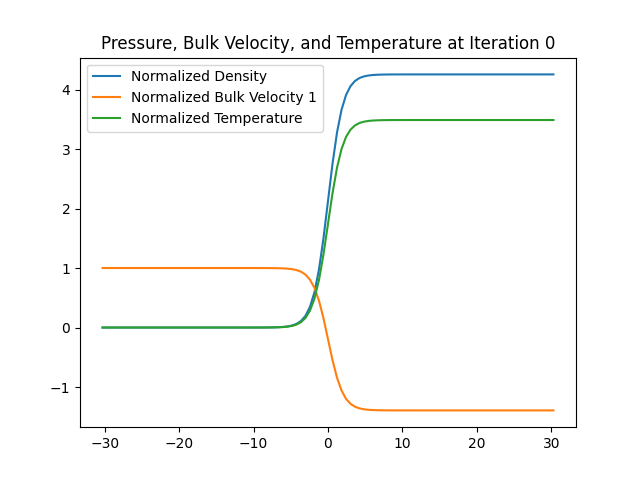 Pressure, Bulk Velocity, and Temperature at Iteration 0
Normalized Density
Normalized Bulk Velocity 1
Normalized Temperature
4
3
2
1
0
−1
−30 −20 −10 0 10 20 30